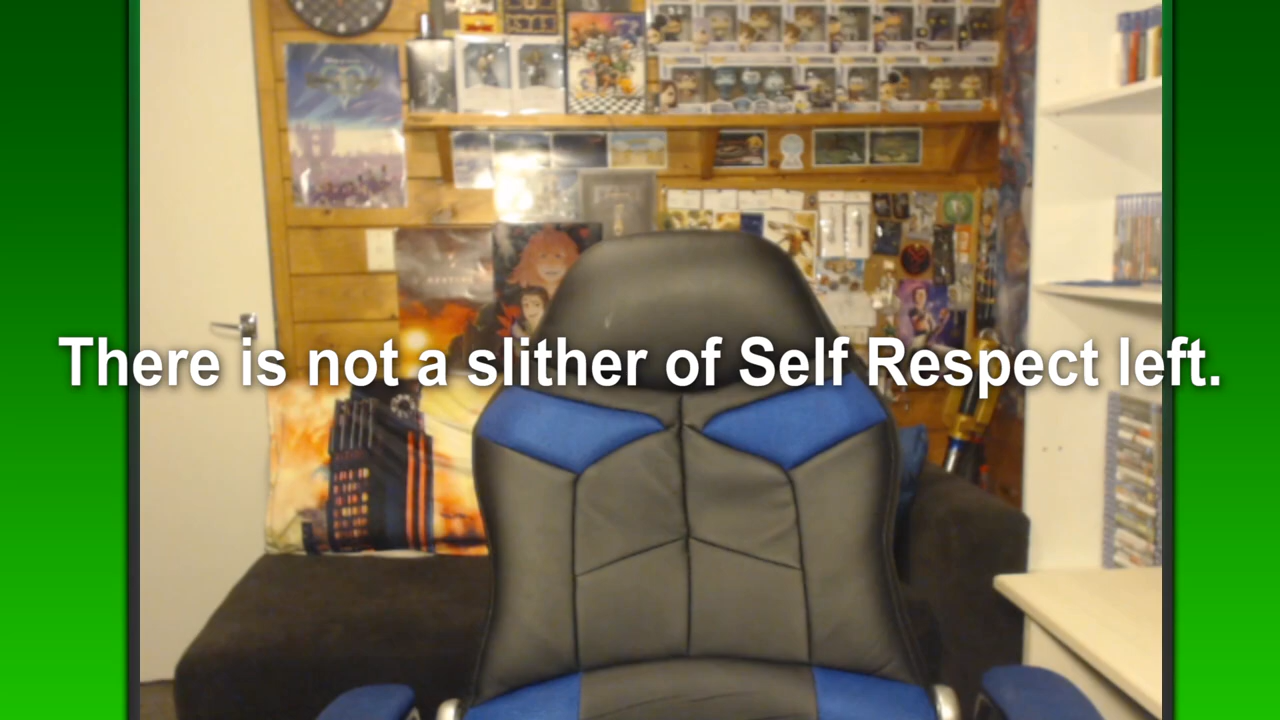 There is not a slither of Self Respect left.